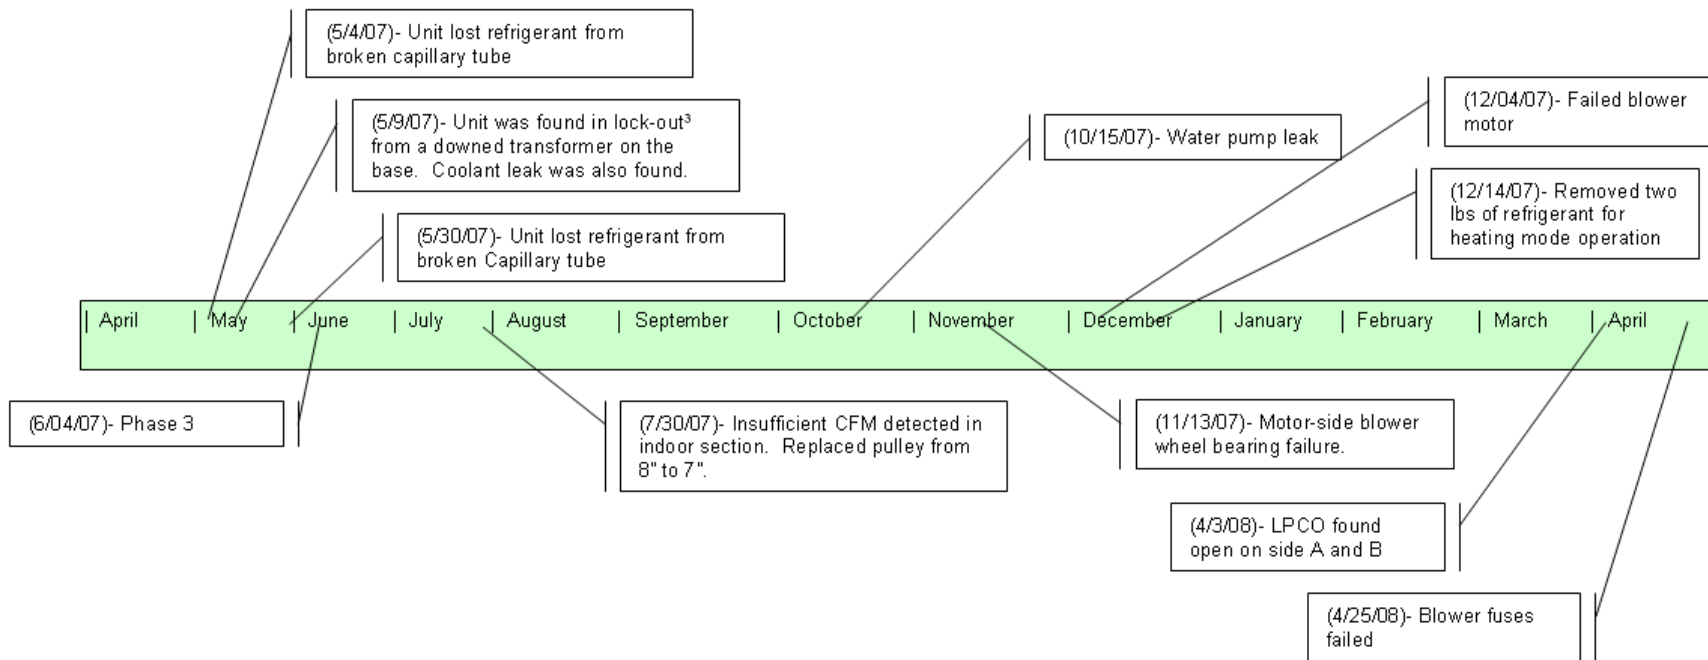 (5/4/07)- Unit lost refrigerant from
broken capillary tube
(5/9/07)- Unit was found in lock-out³
from a downed transformer on the
base.  Coolant leak was also found.
(5/30/07)- Unit lost refrigerant from
broken Capillary tube
(10/15/07)- Water pump leak
(12/04/07)- Failed blower
motor
(12/14/07)- Removed two
lbs of refrigerant for
heating mode operation
| April | May | June | July | August | September | October | November | December | January | February | March | April
(6/04/07)- Phase 3
(7/30/07)- Insufficient CFM detected in
indoor section.  Replaced pulley from
8" to 7".
(11/13/07)- Motor-side blower
wheel bearing failure.
(4/3/08)- LPCO found
open on side A and B
(4/25/08)- Blower fuses
failed